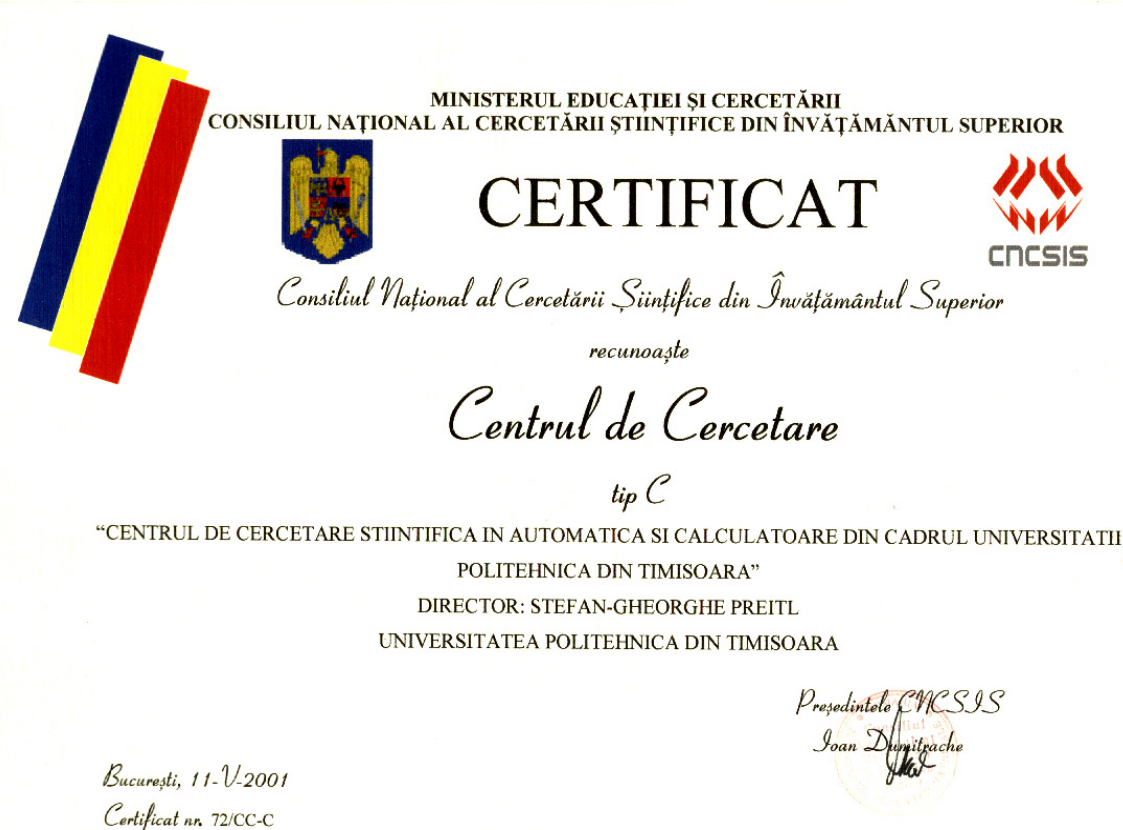 MINISTERUL EDUCAŢIEI ŞI CERCETĂRII
CONSILIUL NAŢIONAL AL CERCETĂRII ŞTIINŢIFICE DIN ÎNVĂŢĂMĂNTUL SUPERIOR
CERTIFICAT
CNCSIS
Consiliul Naţional al Cercetării Şiinţifice din Învăţământul Superior
recunoaşte
Centrul de Cercetare
tip C
“CENTRUL DE CERCETARE STIINTIFICA IN AUTOMATICA SI CALCULATOARE DIN CADRUL UNIVERSITATII
POLITEHNICA DIN TIMISOARA”
DIRECTOR: STEFAN-GHEORGHE PREITL
UNIVERSITATEA POLITEHNICA DIN TIMISOARA
Preşedintele CNCSIS
Ioan Dumitrache
Bucureşti, 11-V-2001
Certificat nr. 72/CC-C